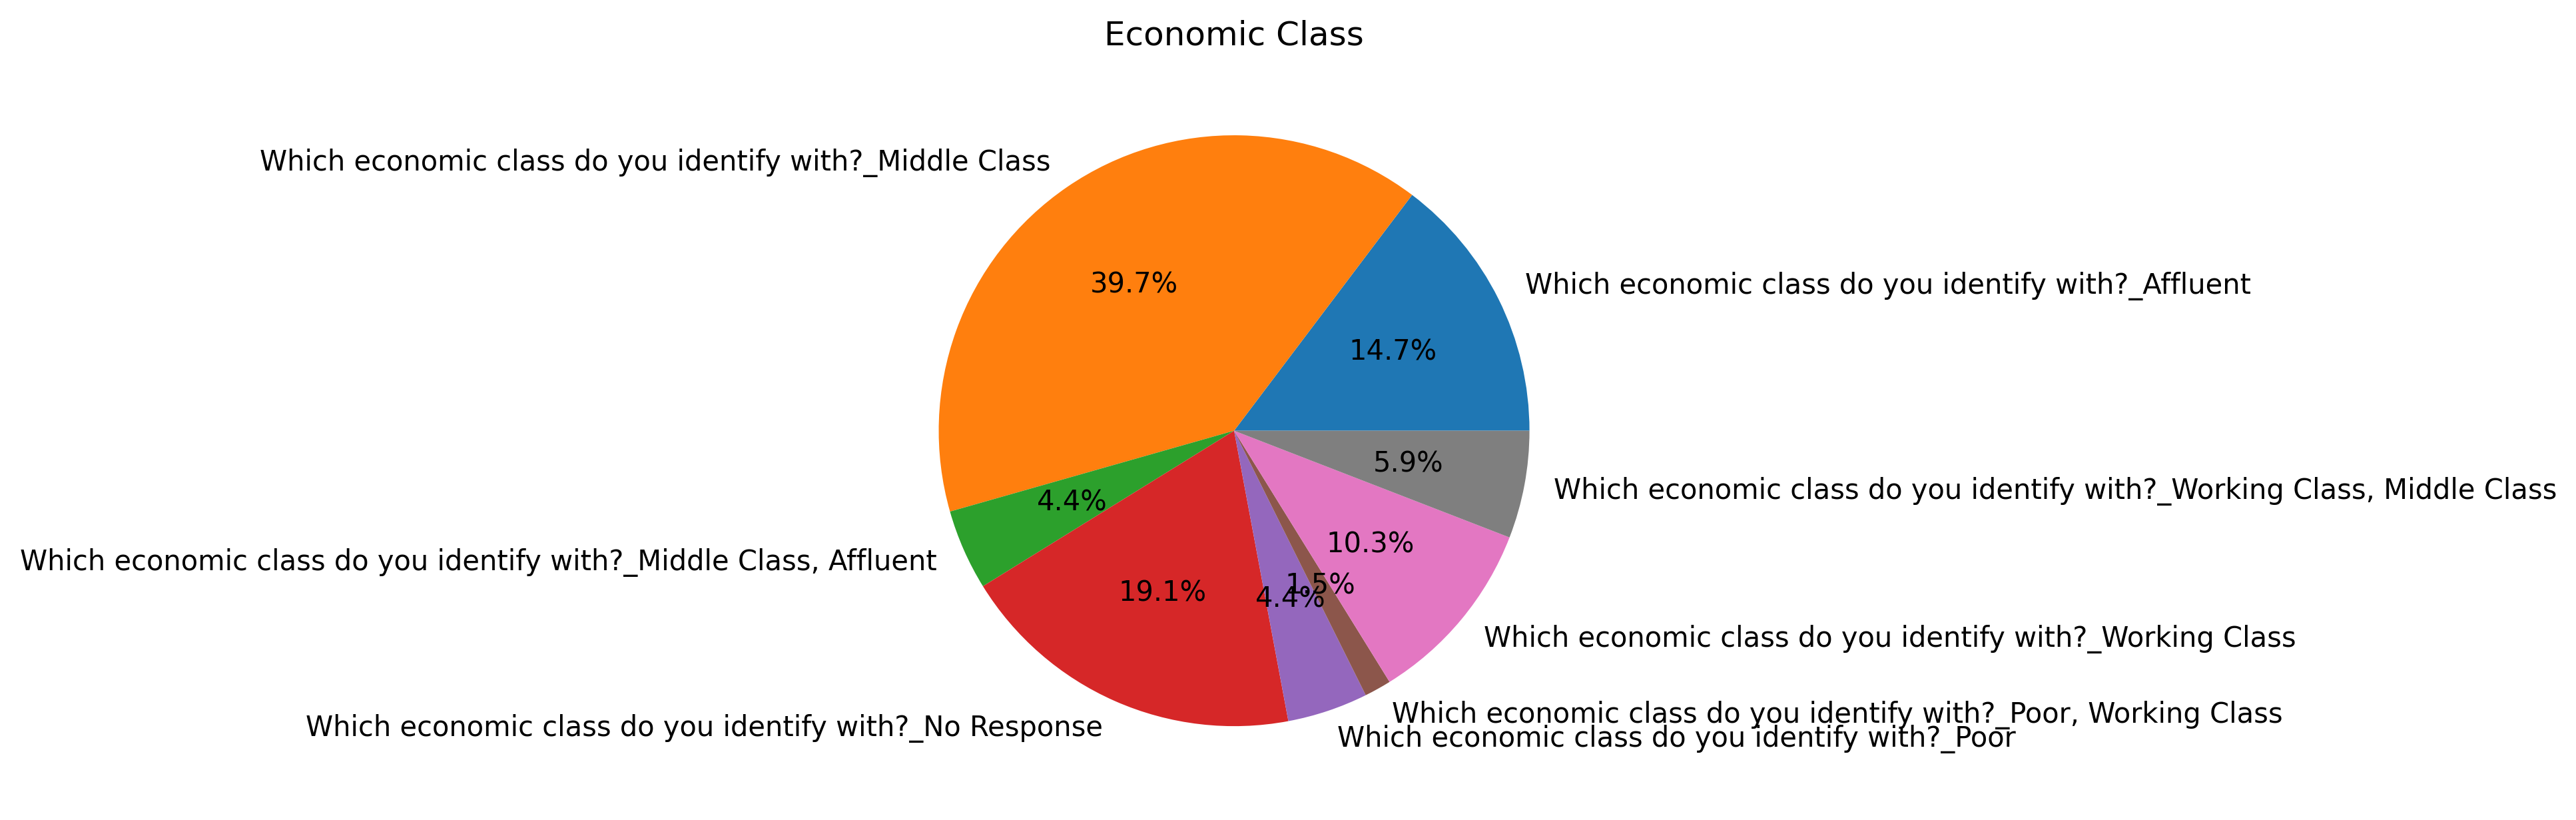 Economic Class
Which economic class do you identify with?_Middle Class
39.7%
Which economic class do you identify with?_Affluent
14.7%
5.9%
Which economic class do you identify with?_Working Class, Middle Class
4.4%
Which economic class do you identify with?_Middle Class, Affluent
10.3%
19.1%
1.5%
4.4%
Which economic class do you identify with?_Working Class
Which economic class do you identify with?_Poor, Working Class
Which economic class do you identify with?_No Response
Which economic class do you identify with?_Poor